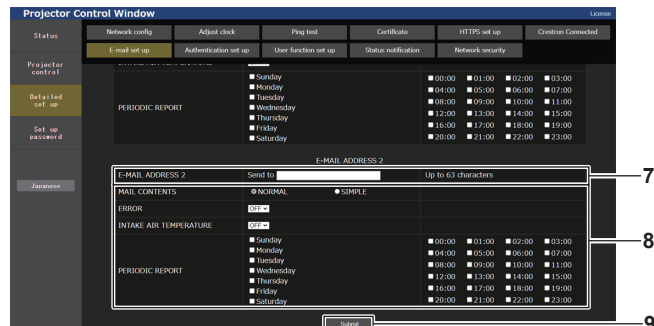 Projector Control Window
License
Status
Network config Adjust clock Ping test Certificate HTTPS set up Crestron Connected
E-mail set up Authentication set up User function set up Status notification Network security
Projector control
Detailed set up
Set up password
Japanese
PERIODIC REPORT
Sunday
Monday
Tuesday
Wednesday
Thursday
Friday
Saturday
00:00 01:00 02:00 03:00
04:00 05:00 06:00 07:00
08:00 09:00 10:00 11:00
12:00 13:00 14:00 15:00
16:00 17:00 18:00 19:00
20:00 21:00 22:00 23:00
E-MAIL ADDRESS 2
E-MAIL ADDRESS 2 Send to Up to 63 characters
7
MAIL CONTENTS NORMAL SIMPLE
ERROR OFF
INTAKE AIR TEMPERATURE OFF
8
PERIODIC REPORT
Sunday
Monday
Tuesday
Wednesday
Thursday
Friday
Saturday
00:00 01:00 02:00 03:00
04:00 05:00 06:00 07:00
08:00 09:00 10:00 11:00
12:00 13:00 14:00 15:00
16:00 17:00 18:00 19:00
20:00 21:00 22:00 23:00
Submit
9